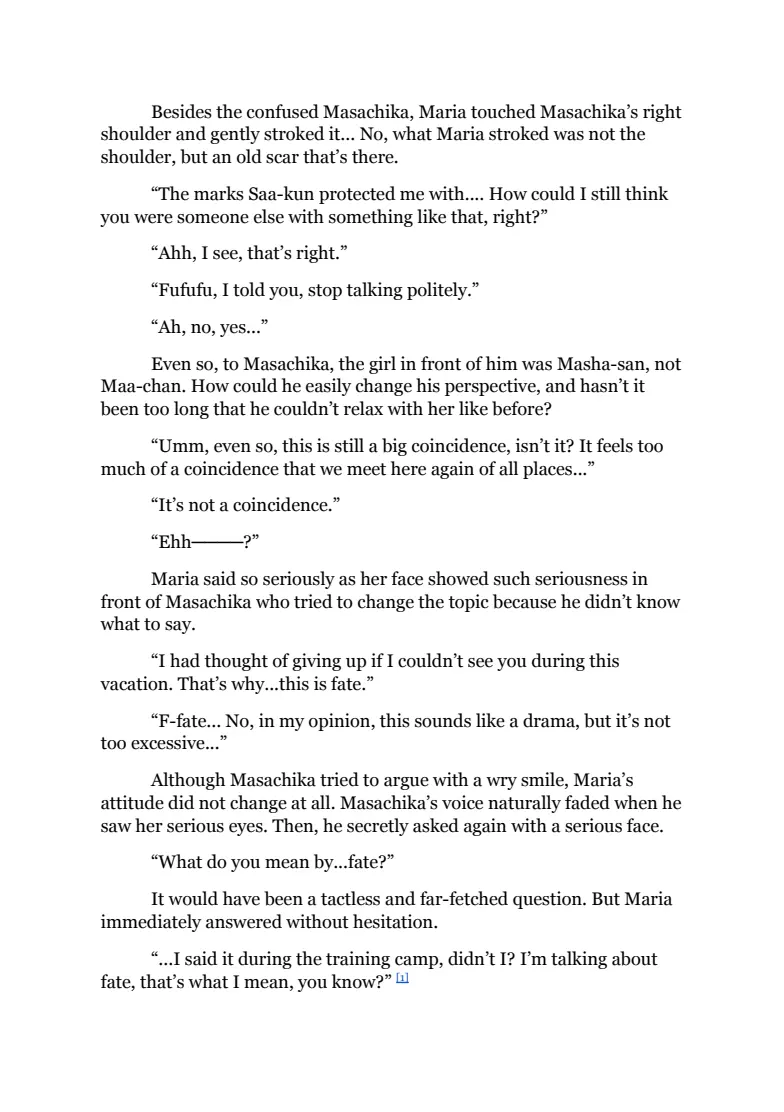 Besides the confused Masachika, Maria touched Masachika’s right
shoulder and gently stroked it... No, what Maria stroked was not the
shoulder, but an old scar that’s there.
“The marks Saa-kun protected me with.... How could I still think
you were someone else with something like that, right?”
“Ahh, I see, that’s right.”
“Fufufu, I told you, stop talking politely.”
“Ah, no, yes...”
Even so, to Masachika, the girl in front of him was Masha-san, not
Maa-chan. How could he easily change his perspective, and hasn’t it
been too long that he couldn’t relax with her like before?
“Umm, even so, this is still a big coincidence, isn’t it? It feels too
much of a coincidence that we meet here again of all places...”
“It’s not a coincidence.”
“Ehh────?”
Maria said so seriously as her face showed such seriousness in
front of Masachika who tried to change the topic because he didn’t know
what to say.
“I had thought of giving up if I couldn’t see you during this
vacation. That’s why...this is fate.”
“F-fate... No, in my opinion, this sounds like a drama, but it’s not
too excessive...”
Although Masachika tried to argue with a wry smile, Maria’s
attitude did not change at all. Masachika’s voice naturally faded when he
saw her serious eyes. Then, he secretly asked again with a serious face.
“What do you mean by...fate?”
It would have been a tactless and far-fetched question. But Maria
immediately answered without hesitation.
“...I said it during the training camp, didn’t I? I’m talking about
fate, that’s what I mean, you know?” [1]